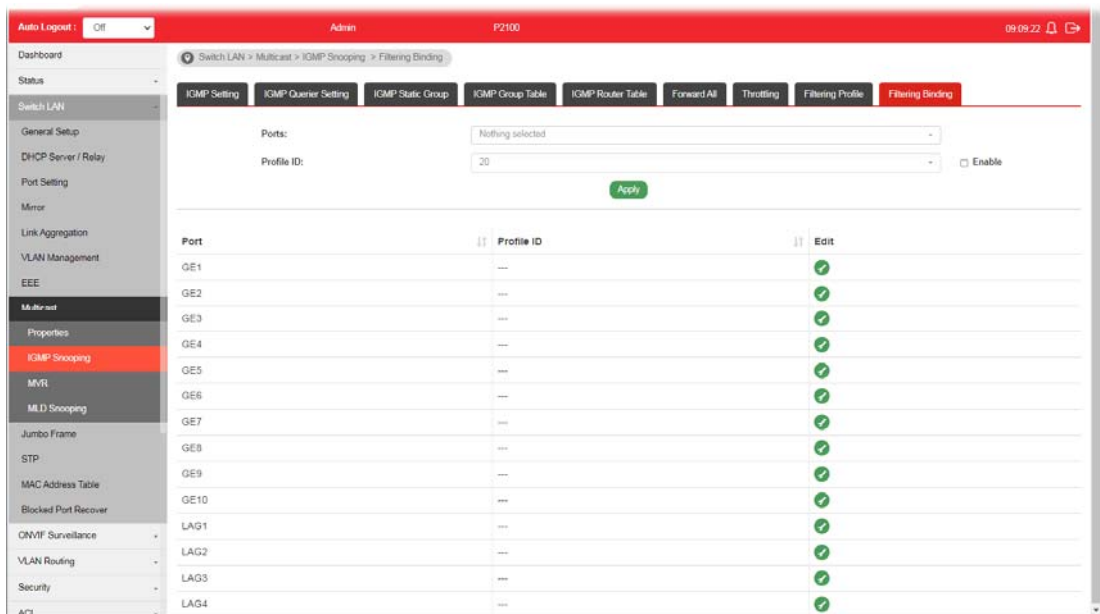 Auto Logout : Off Admin P2100 09:09:22
Dashboard
Status
Switch LAN
General Setup
DHCP Server / Relay
Port Setting
Mirror
Link Aggregation
VLAN Management
EEE
Multicast
Properties
IGMP Snooping
MVR
MLD Snooping
Jumbo Frame
STP
MAC Address Table
Blocked Port Recover
ONVIF Surveillance
VLAN Routing
Security
ACL
Switch LAN > Multicast > IGMP Snooping > Filtering Binding
IGMP Setting IGMP Querier Setting IGMP Static Group IGMP Group Table IGMP Router Table Forward All Throttling Filtering Profile Filtering Binding
Ports: Nothing selected
Profile ID: 20 Enable
Apply
Port Profile ID Edit
GE1 ---
GE2 ---
GE3 ---
GE4 ---
GE5 ---
GE6 ---
GE7 ---
GE8 ---
GE9 ---
GE10 ---
LAG1 ---
LAG2 ---
LAG3 ---
LAG4 ---